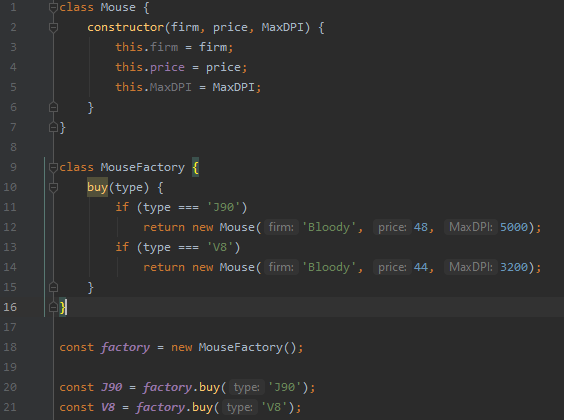 1 class Mouse {
2     constructor(firm, price, MaxDPI) {
3         this.firm = firm;
4         this.price = price;
5         this.MaxDPI = MaxDPI;
6     }
7 }
8
9 class MouseFactory {
10     buy(type) {
11         if (type === 'J90')
12             return new Mouse( firm: 'Bloody', price: 48, MaxDPI: 5000);
13         if (type === 'V8')
14             return new Mouse( firm: 'Bloody', price: 44, MaxDPI: 3200);
15     }
16 }
17
18 const factory = new MouseFactory();
19
20 const J90 = factory.buy( type: 'J90');
21 const V8 = factory.buy( type: 'V8');